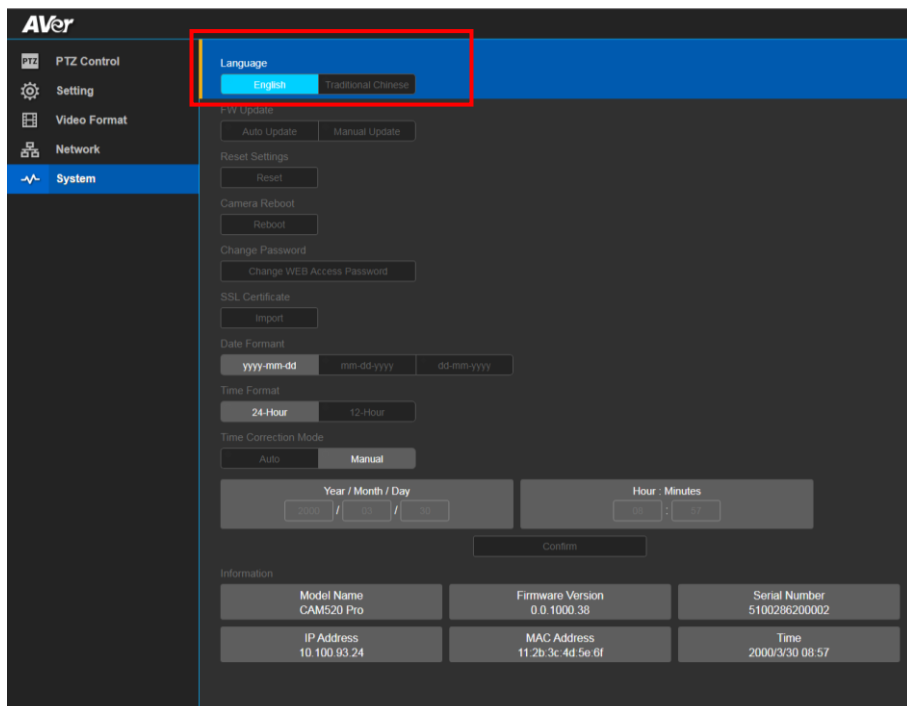 AVer
PTZ PTZ Control
Setting
Video Format
Network
System
Language
English Traditional Chinese
FW Update
Auto Update Manual Update
Reset Settings
Reset
Camera Reboot
Reboot
Change Password
Change WEB Access Password
SSL Certificate
Import
Date Formant
yyyy-mm-dd mm-dd-yyyy dd-mm-yyyy
Time Format
24-Hour 12-Hour
Time Correction Mode
Auto Manual
Year / Month / Day Hour : Minutes
2000 / 03 / 30 08 : 57
Confirm
Information
Model Name Firmware Version Serial Number
CAM520 Pro 0.0.1000.38 5100286200002
IP Address MAC Address Time
10.100.93.24 11:2b:3c:4d:5e:6f 2000/3/30 08:57